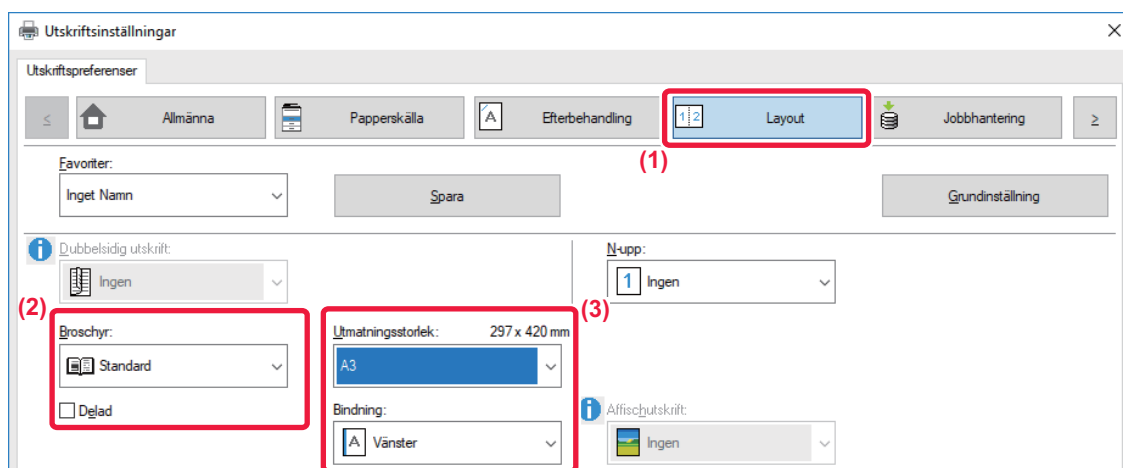 Utskriftsinställningar
Utskriftspreferenser
< Allmänna Papperskälla Efterbehandling Layout Jobbhantering >
(1)
Favoriter:
Inget Namn Spara Grundinställning
Dubbelsidig utskrift: N-upp:
Ingen 1 Ingen
(2) (3)
Broschyr: Utmatningsstorlek: 297 x 420 mm
Standard A3
Delad Bindning: Affischutskrift:
Vänster Ingen